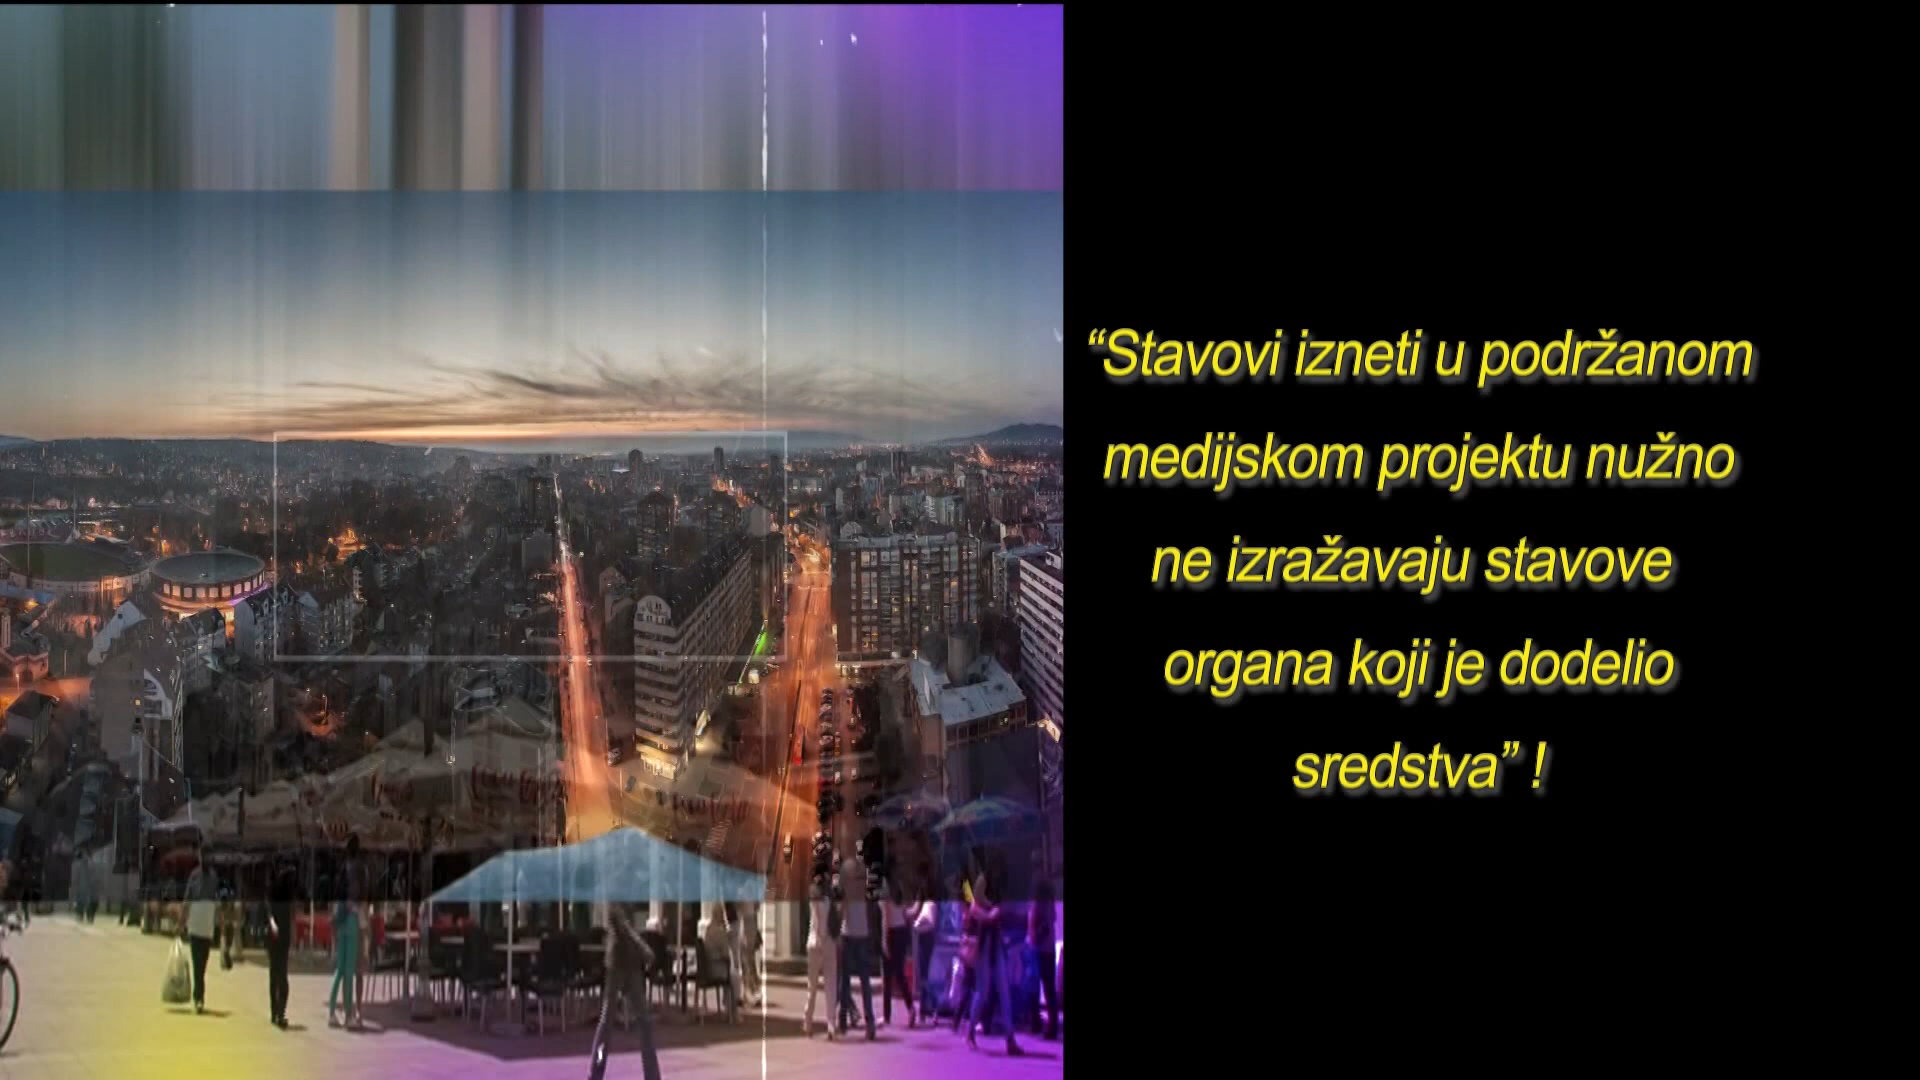 “Stavovi izneti u podržanom
medijskom projektu nužno
ne izražavaju stavove
organa koji je dodelio
sredstva” !